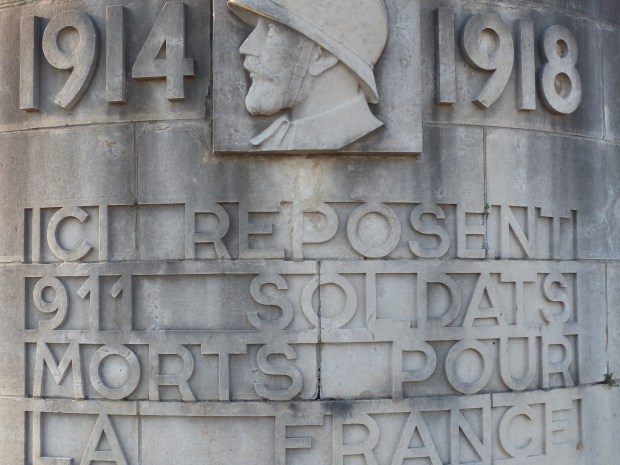 1914 1918
ICI REPOSENT
911 SOLDATS
MORTS POUR
LA FRANCE